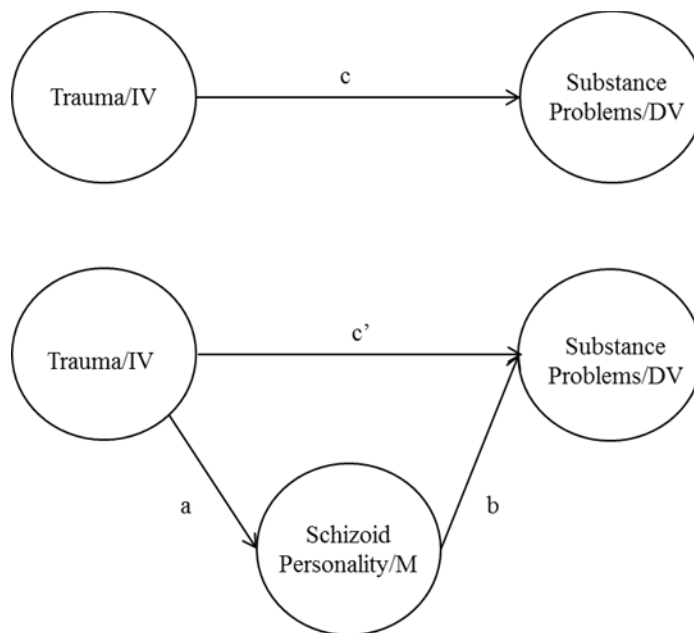 c
Trauma/IV
Substance
Problems/DV
c’
Trauma/IV
Substance
Problems/DV
a
b
Schizoid
Personality/M